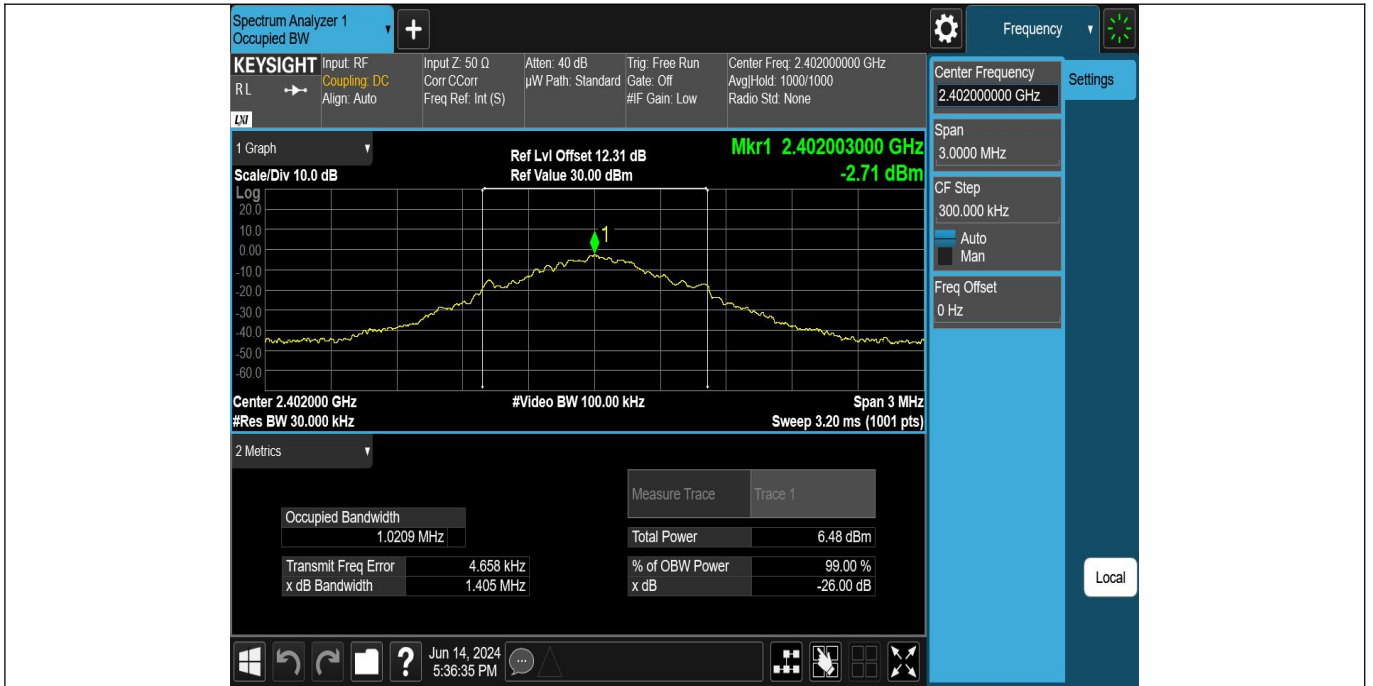 Spectrum Analyzer 1
Occupied BW
Frequency
KEYSIGHT
RL
LXI
Input: RF
Coupling: DC
Align: Auto
Input Z: 50 Ω
Corr CCorr
Freq Ref: Int (S)
Atten: 40 dB
µW Path: Standard
Trig: Free Run
Gate: Off
#IF Gain: Low
Center Freq: 2.402000000 GHz
Avg|Hold: 1000/1000
Radio Std: None
Center Frequency
2.402000000 GHz
Settings
Span
3.0000 MHz
CF Step
300.000 kHz
Auto
Man
Freq Offset
0 Hz
Local
1 Graph
Scale/Div 10.0 dB
Ref Lvl Offset 12.31 dB
Ref Value 30.00 dBm
Mkr1 2.402003000 GHz
-2.71 dBm
Log
20.0
10.0
0.00
-10.0
-20.0
-30.0
-40.0
-50.0
-60.0
1
Center 2.402000 GHz
#Video BW 100.00 kHz
Span 3 MHz
#Res BW 30.000 kHz
Sweep 3.20 ms (1001 pts)
2 Metrics
Measure Trace Trace 1
Occupied Bandwidth
1.0209 MHz
Total Power 6.48 dBm
Transmit Freq Error 4.658 kHz
% of OBW Power 99.00 %
x dB Bandwidth 1.405 MHz
x dB -26.00 dB
Jun 14, 2024
5:36:35 PM